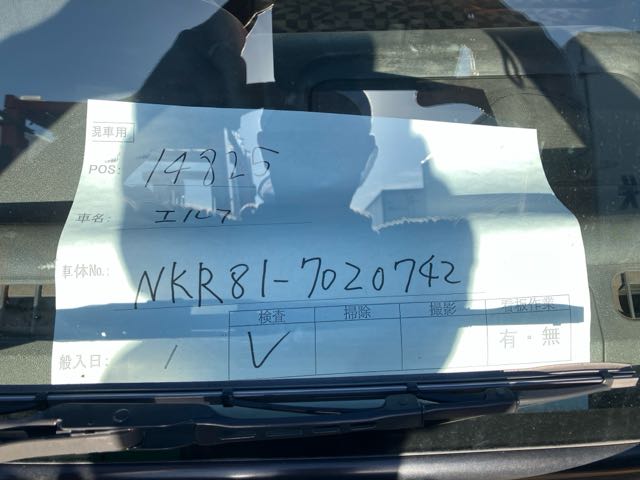 現車用
POS: 14825
車名: エルフ
車体No.: NKR81-7020742
検査 掃除 撮影 看板作業
搬入日: / V 有・無